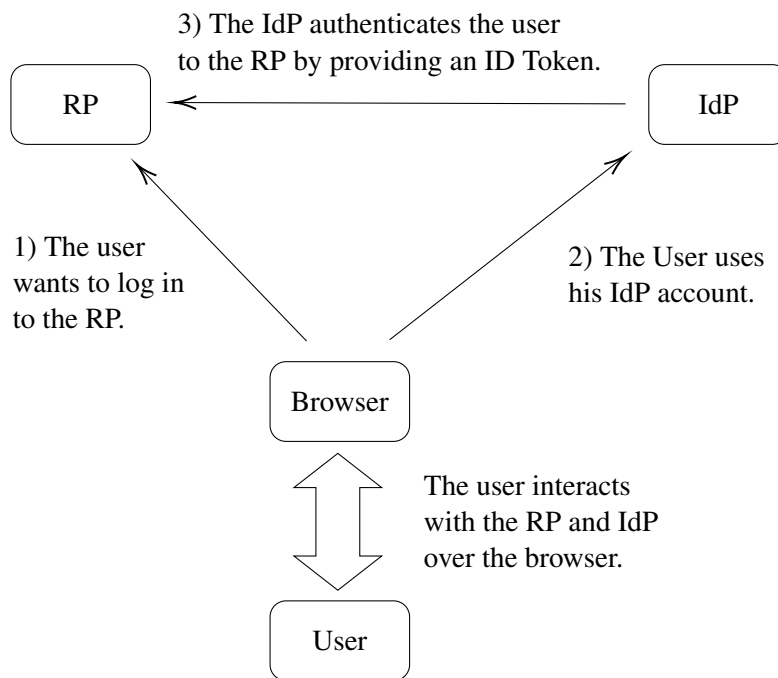 3) The IdP authenticates the user
to the RP by providing an ID Token.
RP
IdP
1) The user
wants to log in
to the RP.
2) The User uses
his IdP account.
Browser
The user interacts
with the RP and IdP
over the browser.
User